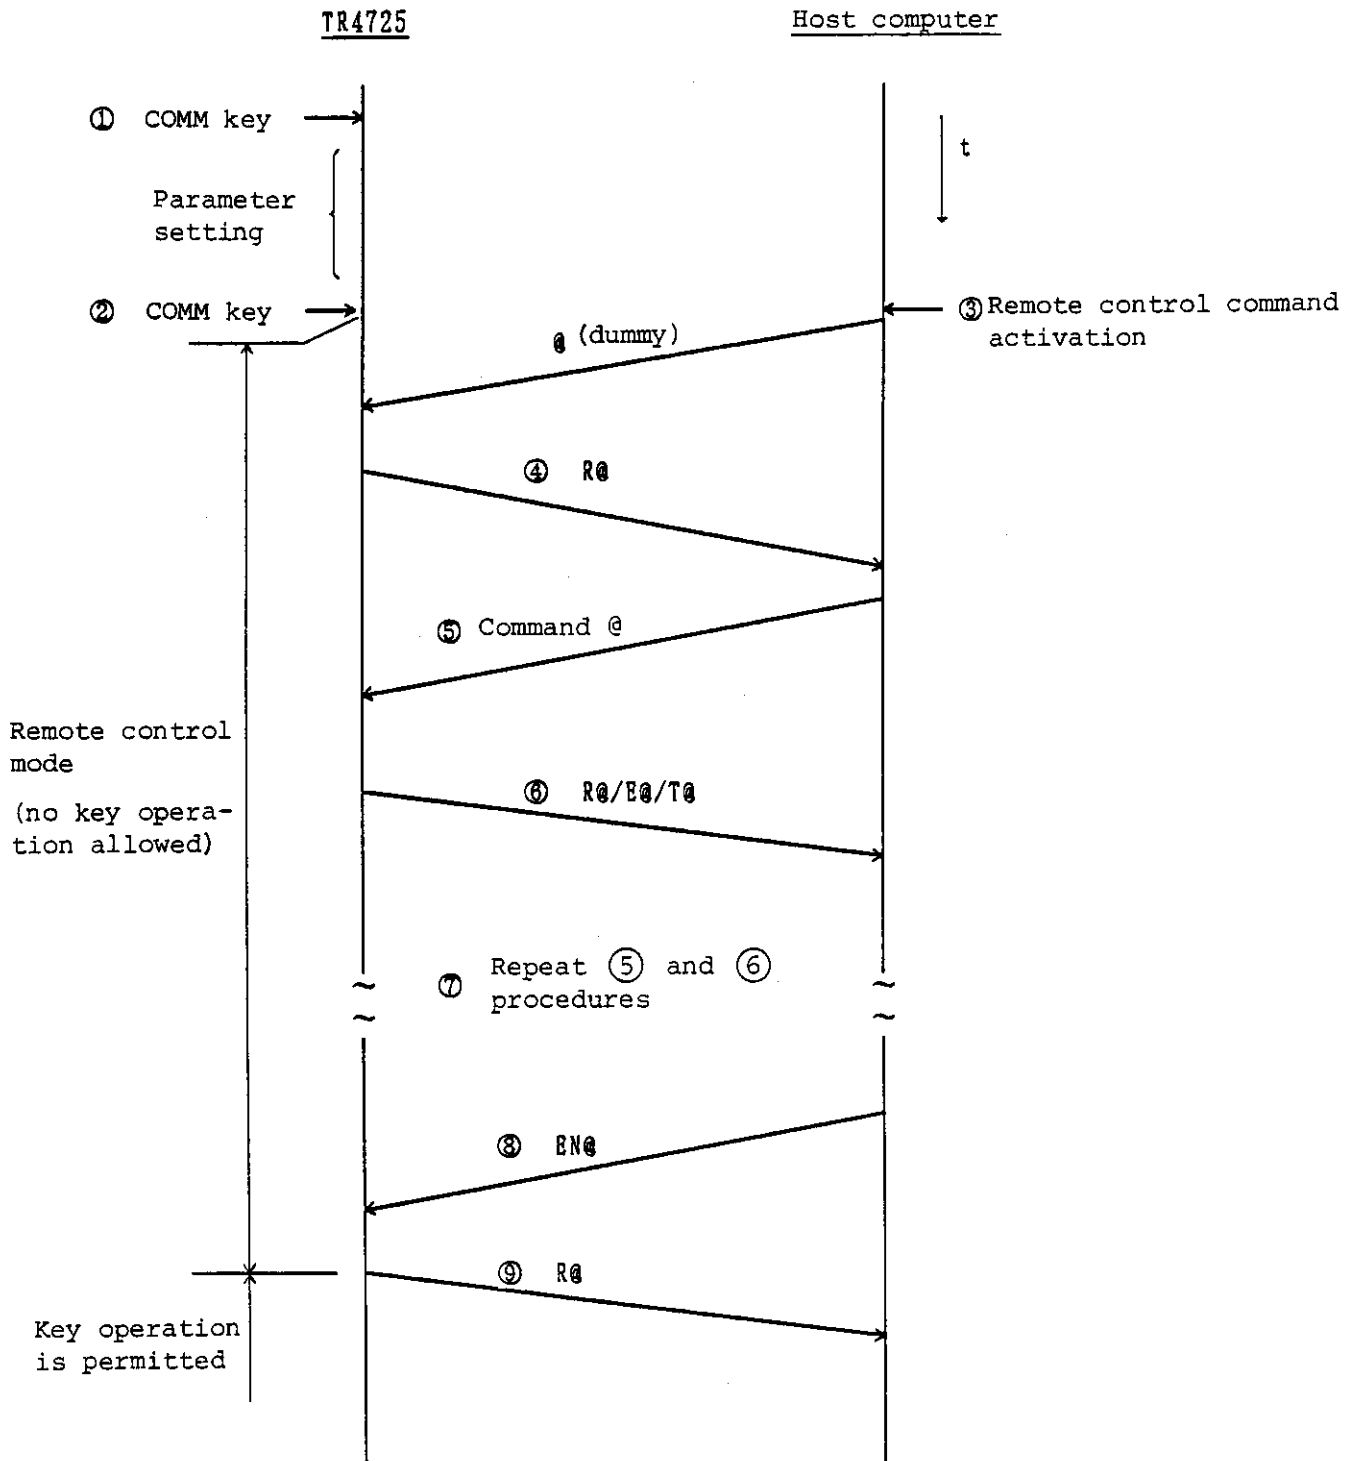 TR4725
Host computer
① COMM key
t
Parameter
setting
② COMM key
③ Remote control command
activation
@ (dummy)
④ R@
⑤ Command @
Remote control
mode
(no key opera-
tion allowed)
⑥ R@/E@/T@
⑦ Repeat ⑤ and ⑥
procedures
~ ~
~ ~
⑧ EN@
⑨ R@
Key operation
is permitted